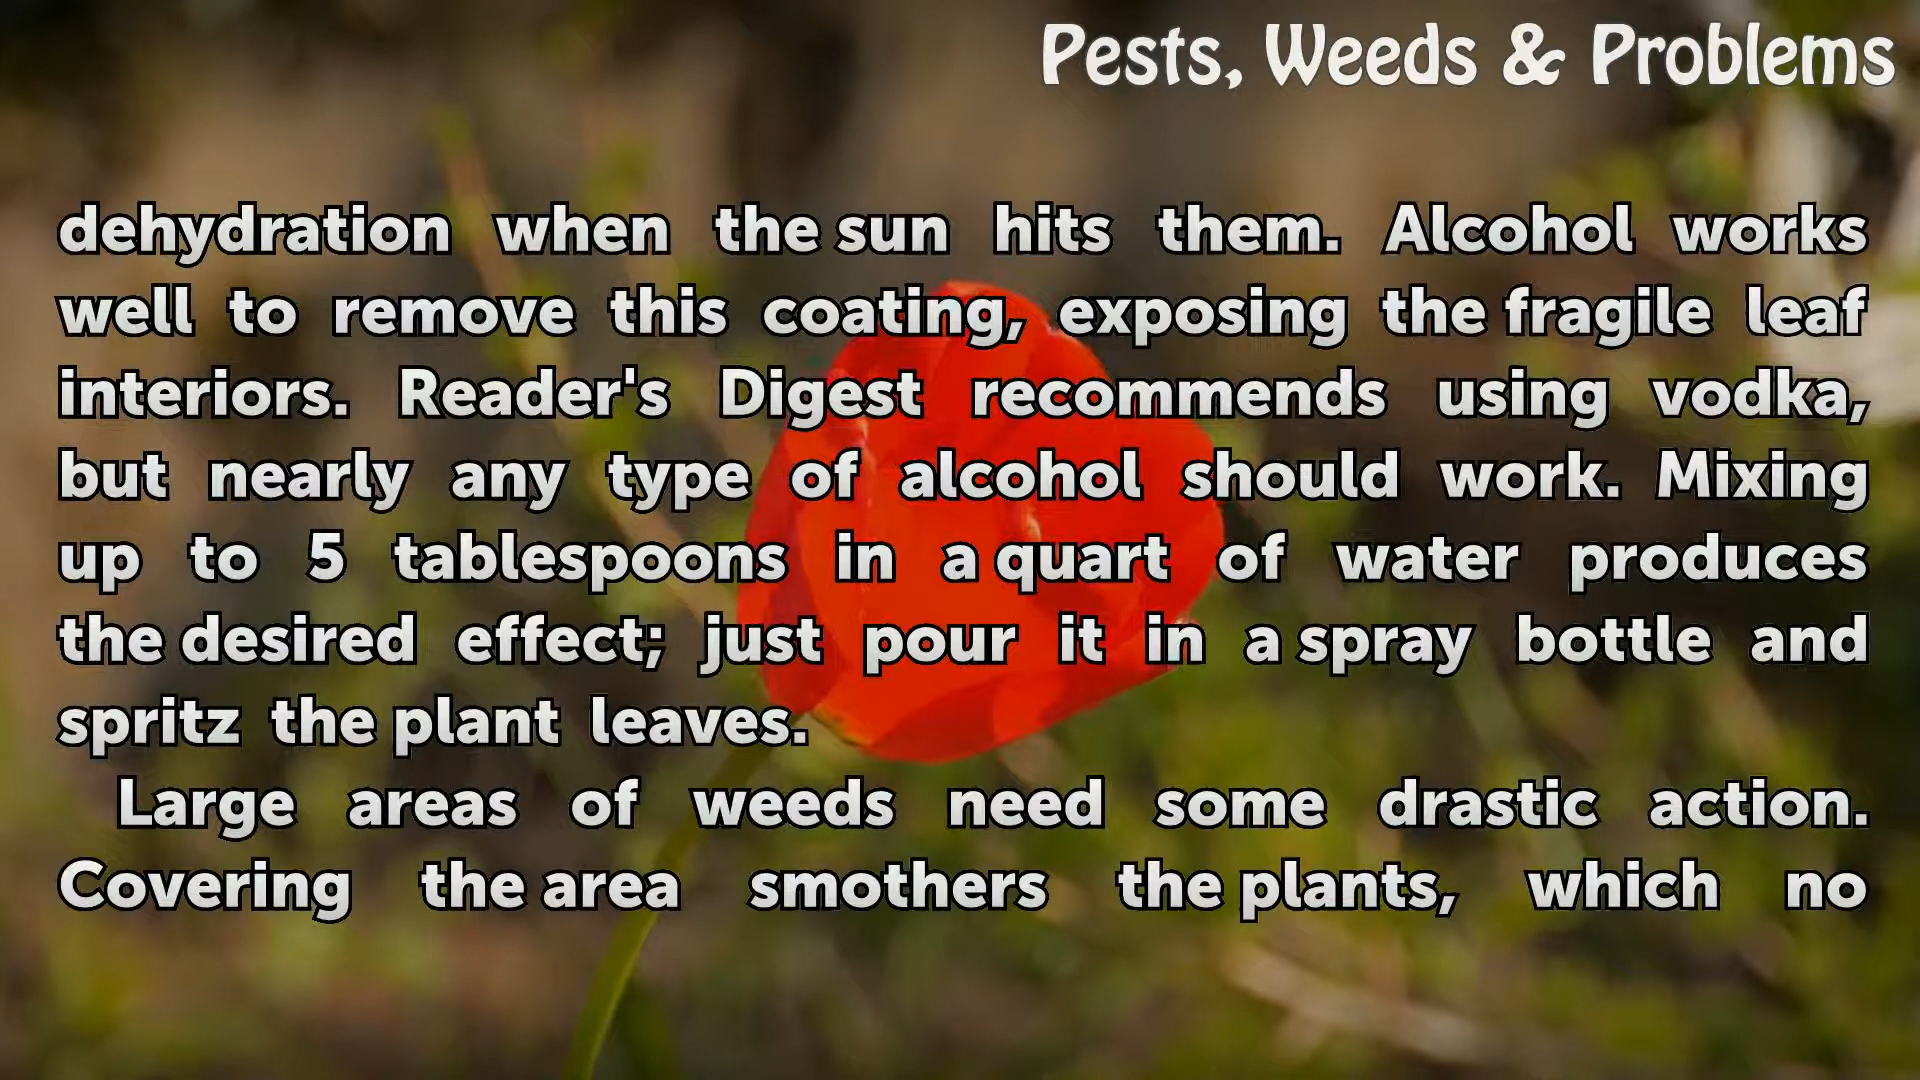 Pests, Weeds & Problems
dehydration when the sun hits them. Alcohol works
well to remove this coating, exposing the fragile leaf
interiors. Reader's Digest recommends using vodka,
but nearly any type of alcohol should work. Mixing
up to 5 tablespoons in a quart of water produces
the desired effect; just pour it in a spray bottle and
spritz the plant leaves.
Large areas of weeds need some drastic action.
Covering the area smothers the plants, which no